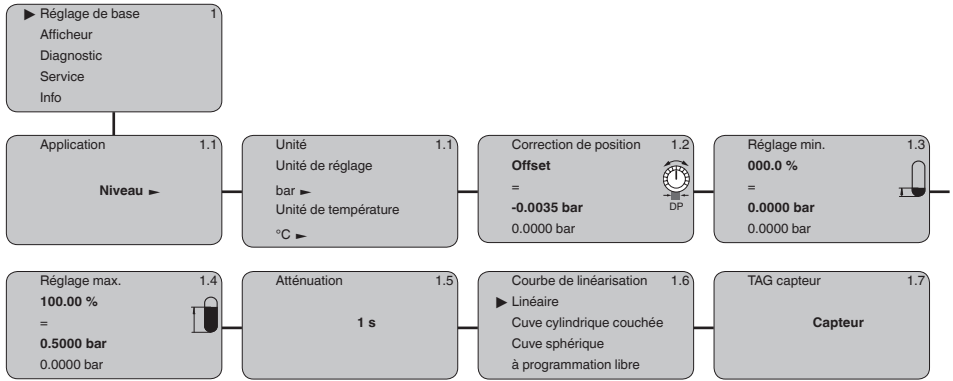 ▶ Réglage de base 1
Afficheur
Diagnostic
Service
Info
Application 1.1
Niveau ►
Unité 1.1
Unité de réglage
bar ►
Unité de température
°C ►
Correction de position 1.2
Offset
=
-0.0035 bar
0.0000 bar
DP
Réglage min. 1.3
000.0 %
=
0.0000 bar
0.0000 bar
Réglage max. 1.4
100.00 %
=
0.5000 bar
0.0000 bar
Atténuation 1.5
1 s
Courbe de linéarisation 1.6
▶ Linéaire
Cuve cylindrique couchée
Cuve sphérique
à programmation libre
TAG capteur 1.7
Capteur